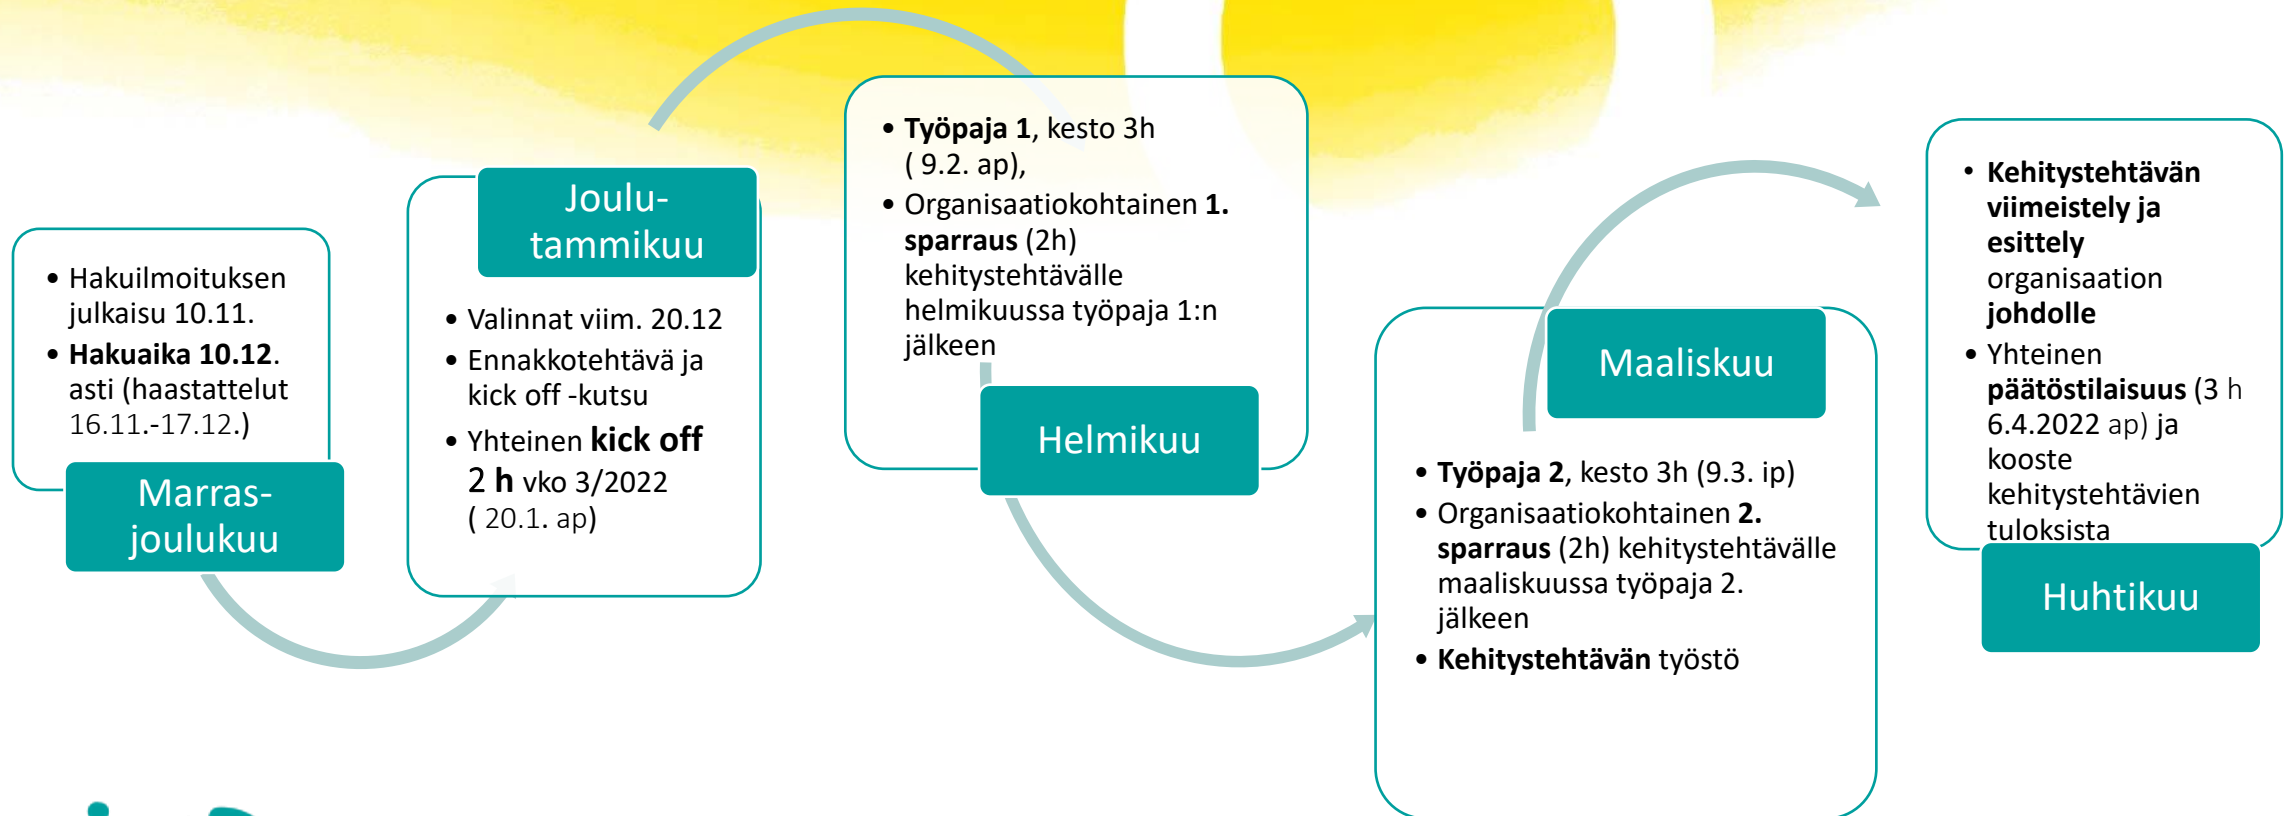 • Hakuilmoituksen
julkaisu 10.11.
• Hakuaika 10.12.
asti (haastattelut
16.11.-17.12.)
Marras-
joulukuu
Joulu-
tammikuu
• Valinnat viim. 20.12
• Ennakkotehtävä ja
kick off -kutsu
• Yhteinen kick off
2 h vko 3/2022
( 20.1. ap)
• Työpaja 1, kesto 3h
( 9.2. ap),
• Organisaatiokohtainen 1.
sparraus (2h)
kehitystehtävälle
helmikuussa työpaja 1:n
jälkeen
Helmikuu
Maaliskuu
• Työpaja 2, kesto 3h (9.3. ip)
• Organisaatiokohtainen 2.
sparraus (2h) kehitystehtävälle
maaliskuussa työpaja 2.
jälkeen
• Kehitystehtävän työstö
• Kehitystehtävän
viimeistely ja
esittely
organisaation
johdolle
• Yhteinen
päätöstilaisuus (3 h
6.4.2022 ap) ja
kooste
kehitystehtävien
tuloksista
Huhtikuu